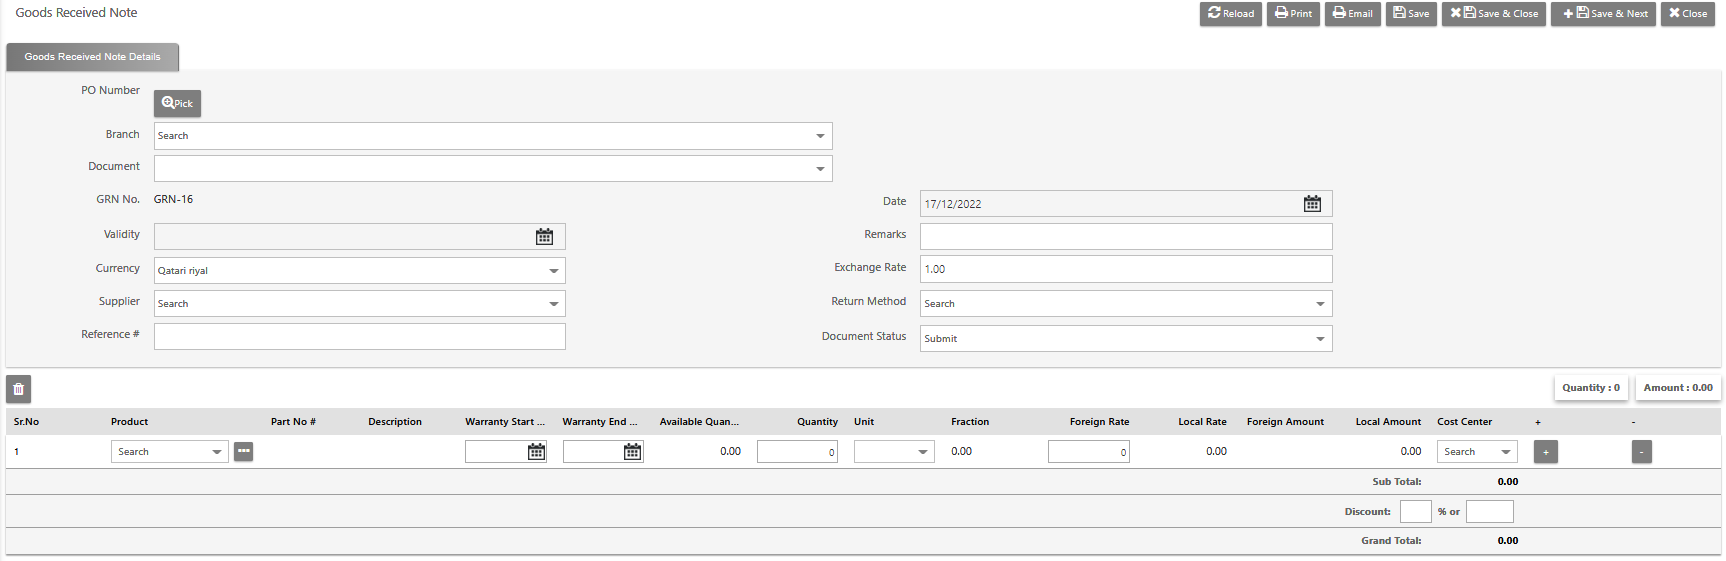 Goods Received Note
Reload Print Email Save Save & Close Save & Next Close
Goods Received Note Details
PO Number
Pick
Branch Search
Document
GRN No. GRN-16 Date 17/12/2022
Validity Remarks
Currency Qatari riyal Exchange Rate 1.00
Supplier Search Return Method Search
Reference # Document Status Submit
Quantity : 0 Amount : 0.00
Sr.No Product Part No # Description Warranty Start ... Warranty End ... Available Quan... Quantity Unit Fraction Foreign Rate Local Rate Foreign Amount Local Amount Cost Center + -
1 Search ... 0.00 0 0.00 0 0.00 0.00 Search + -
Sub Total: 0.00
Discount: % or
Grand Total: 0.00